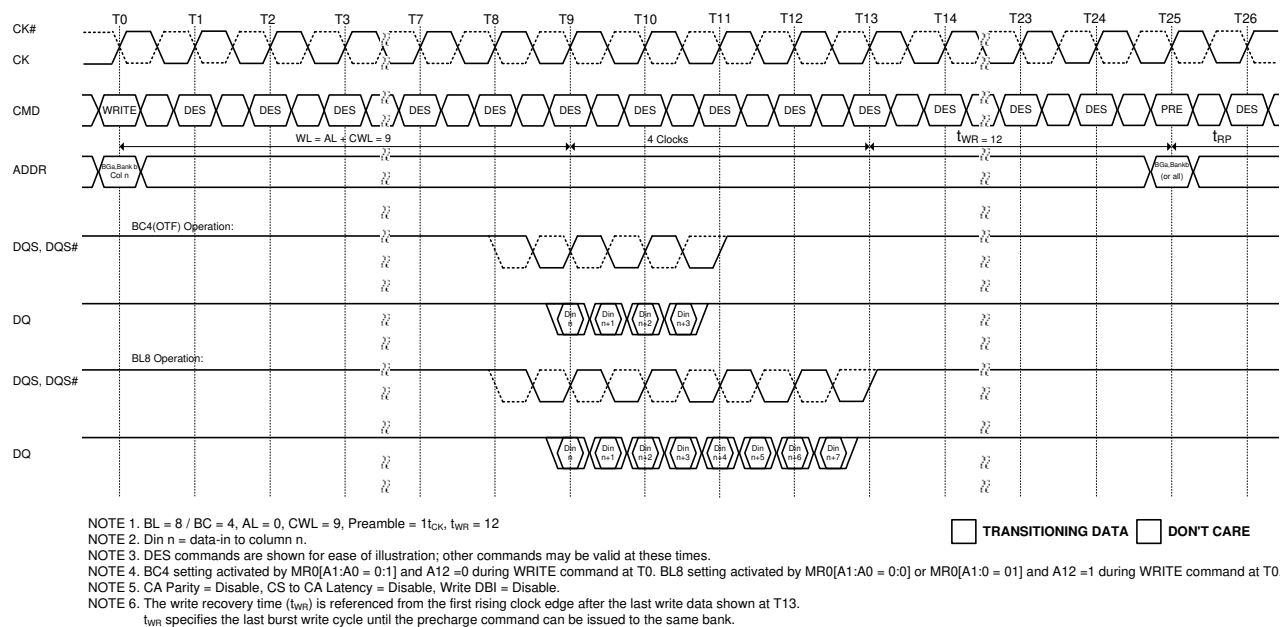 T0 T1 T2 T3 T7 T8 T9 T10 T11 T12 T13 T14 T23 T24 T25 T26
CK#
CK
CMD WRITE DES DES DES DES DES DES DES DES DES DES DES DES DES PRE DES
WL = AL + CWL = 9 4 Clocks tWR = 12 tRP
ADDR
BGa,Bank b
Col n
BGa,Bankb
(or all)
BC4(OTF) Operation:
DQS, DQS#
DQ
Din n
Din n+1
Din n+2
Din n+3
BL8 Operation:
DQS, DQS#
DQ
Din n
Din n+1
Din n+2
Din n+3
Din n+4
Din n+5
Din n+6
Din n+7
NOTE 1. BL = 8 / BC = 4, AL = 0, CWL = 9, Preamble = 1tCK, tWR = 12
NOTE 2. Din n = data-in to column n.
NOTE 3. DES commands are shown for ease of illustration; other commands may be valid at these times.
NOTE 4. BC4 setting activated by MR0[A1:A0 = 0:1] and A12 =0 during WRITE command at T0. BL8 setting activated by MR0[A1:A0 = 0:0] or MR0[A1:0 = 01] and A12 =1 during WRITE command at T0.
NOTE 5. CA Parity = Disable, CS to CA Latency = Disable, Write DBI = Disable.
NOTE 6. The write recovery time (tWR) is referenced from the first rising clock edge after the last write data shown at T13.
tWR specifies the last burst write cycle until the precharge command can be issued to the same bank.
TRANSITIONING DATA DON'T CARE